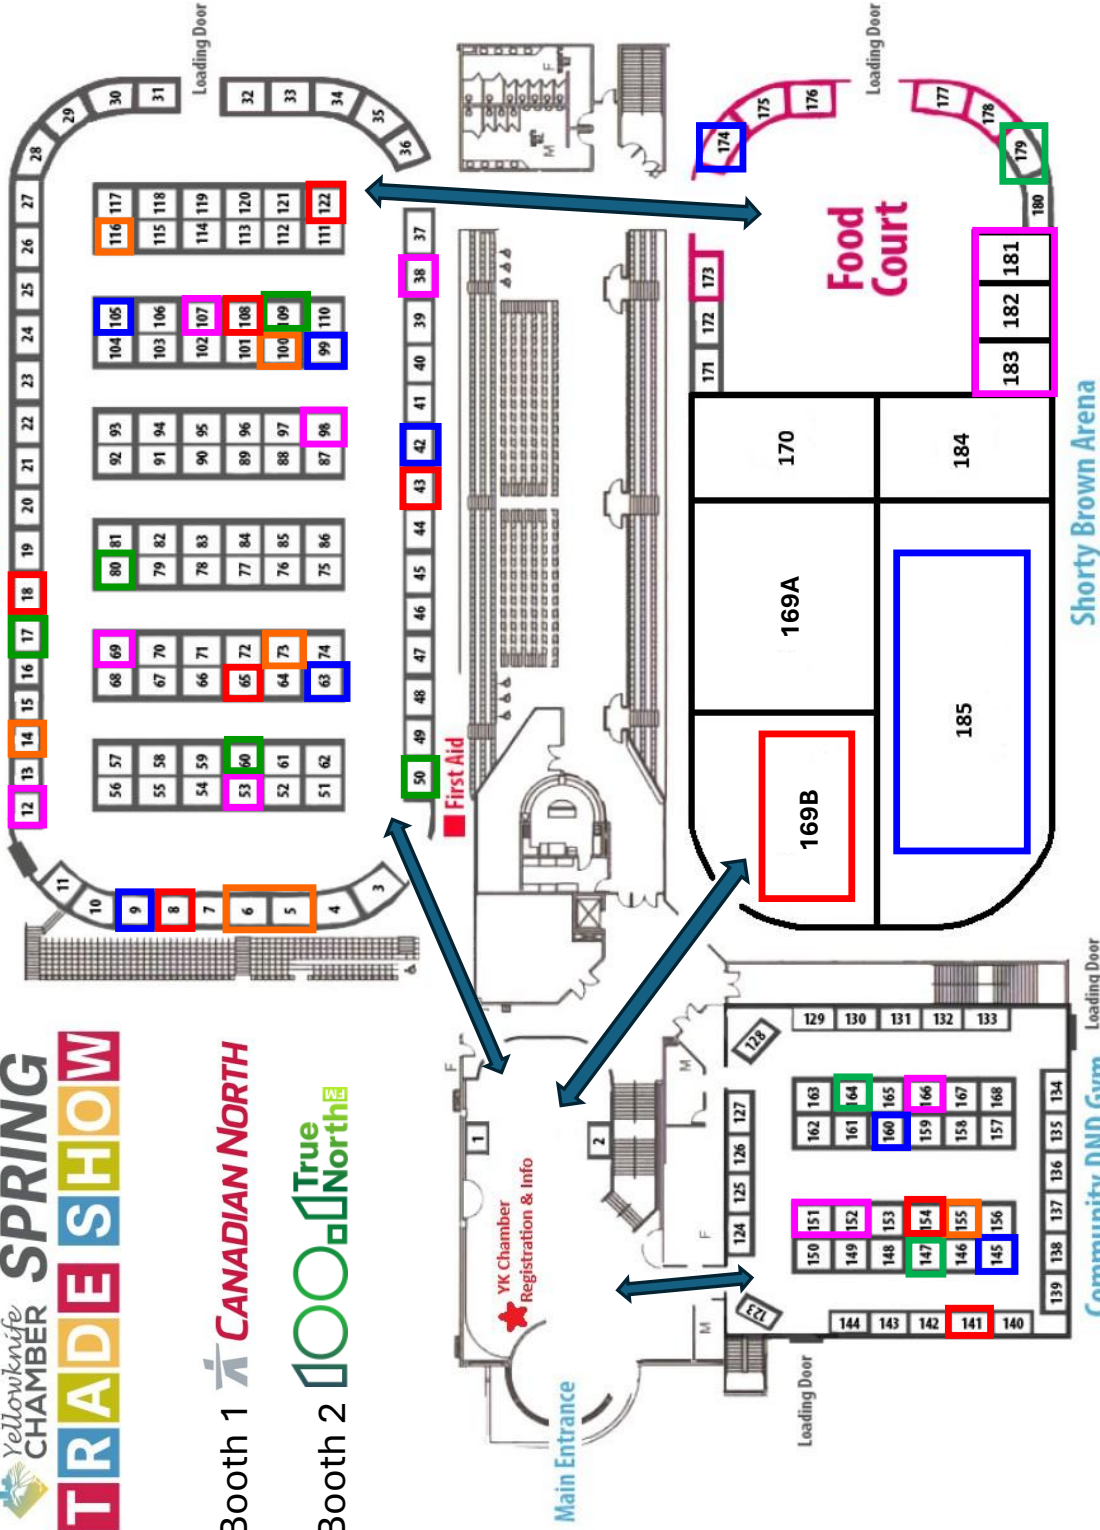 Yellowknife
CHAMBER SPRING
TRADE SHOW
Booth 1 CANADIAN NORTH
Booth 2 100.1 True North FM
Loading Door
31
30
29
28
27
26
25
24
23
22
21
20
19
18
17
16
15
14
13
12
11
10
9
8
7
6
5
4
3
32
33
34
35
36
37
38
39
40
41
42
43
44
45
46
47
48
49
50
First Aid
117 118 119 120 121 122
116 115 114 113 112 111
105 106 107 108 109 110
104 103 102 101 100 99
93 94 95 96 97 98
92 91 90 89 88 87
81 82 83 84 85 86
80 79 78 77 76 75
69 70 71 72 73 74
68 67 66 65 64 63
57 58 59 60 61 62
56 55 54 53 52 51
F
M
F
1
2
YK Chamber
Registration & Info
Main Entrance
M
F
M
Loading Door
174
175
176
177
178
179
180
Food
Court
173
172
171
181
182
183
170
184
169A
169B
185
Shorty Brown Arena
128
129 130 131 132 133
127
126
125
124
123
163 164 165 166 167 168
162 161 160 159 158 157
151 152 153 154 155 156
150 149 148 147 146 145
144 143 142 141 140
134
135
136
137
138
139
Loading Door
Loading Door
Community DND Gym